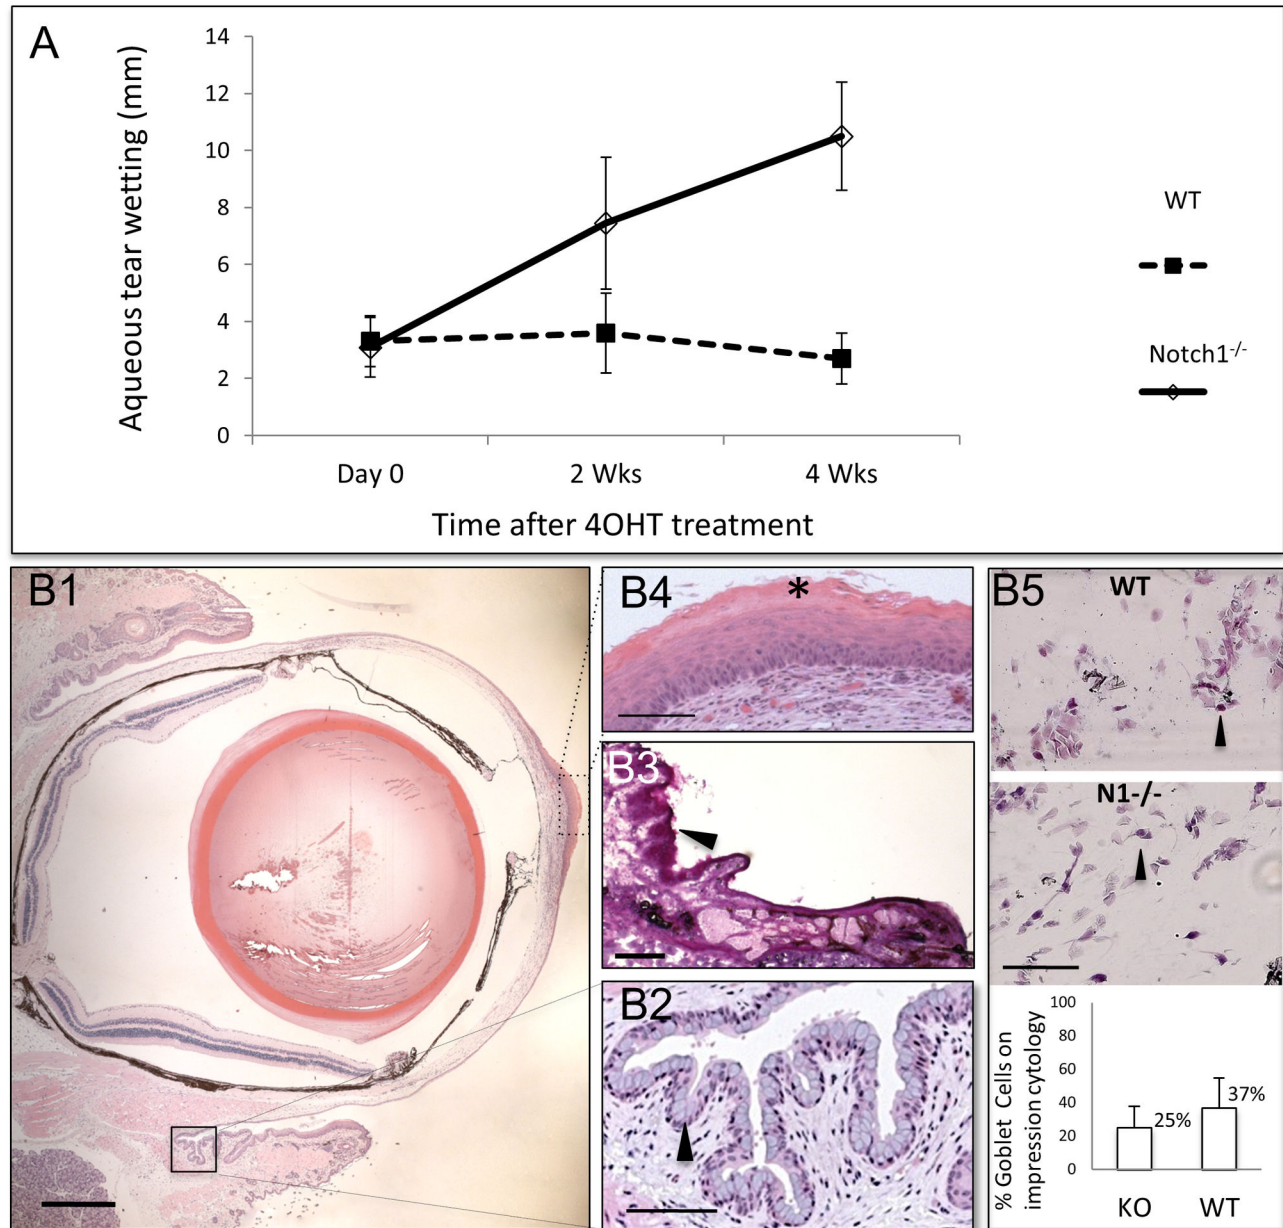 A
Aqueous tear wetting (mm)
14
12
10
8
6
4
2
0
Day 0
2 Wks
4 Wks
Time after 4OHT treatment
WT
Notch1-/-
B1
B4
*
B3
B2
B5
WT
N1-/-
% Goblet Cells on
impression cytology
100
80
60
40
20
0
25%
37%
KO
WT